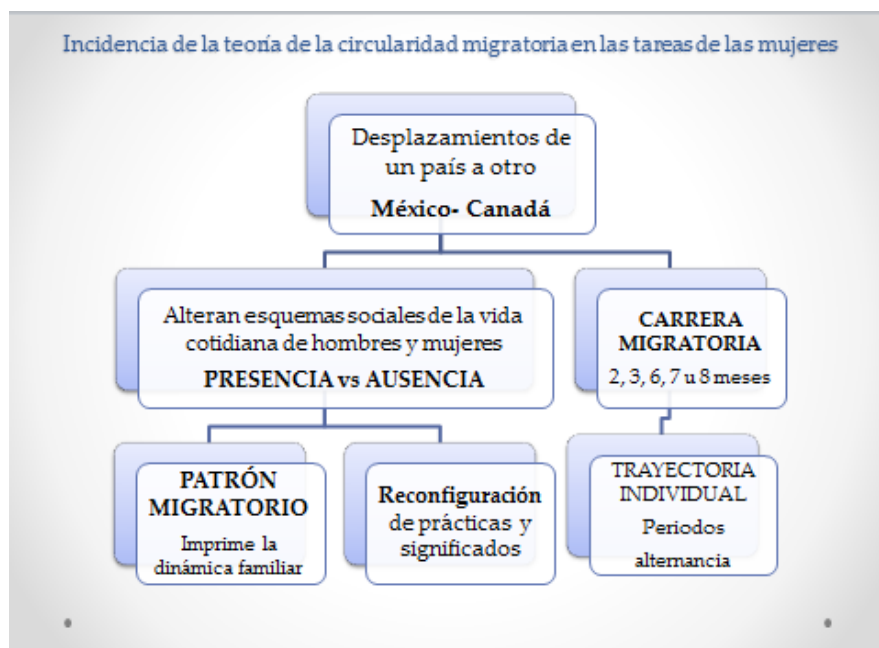 Incidencia de la teoría de la circularidad migratoria en las tareas de las mujeres
Desplazamientos de
un país a otro
México- Canadá
Alteran esquemas sociales de la vida
cotidiana de hombres y mujeres
PRESENCIA vs AUSENCIA
CARRERA
MIGRATORIA
2, 3, 6, 7 u 8 meses
PATRÓN
MIGRATORIO
Imprime la
dinámica familiar
Reconfiguración
de prácticas y
significados
TRAYECTORIA
INDIVIDUAL
Periodos
alternancia